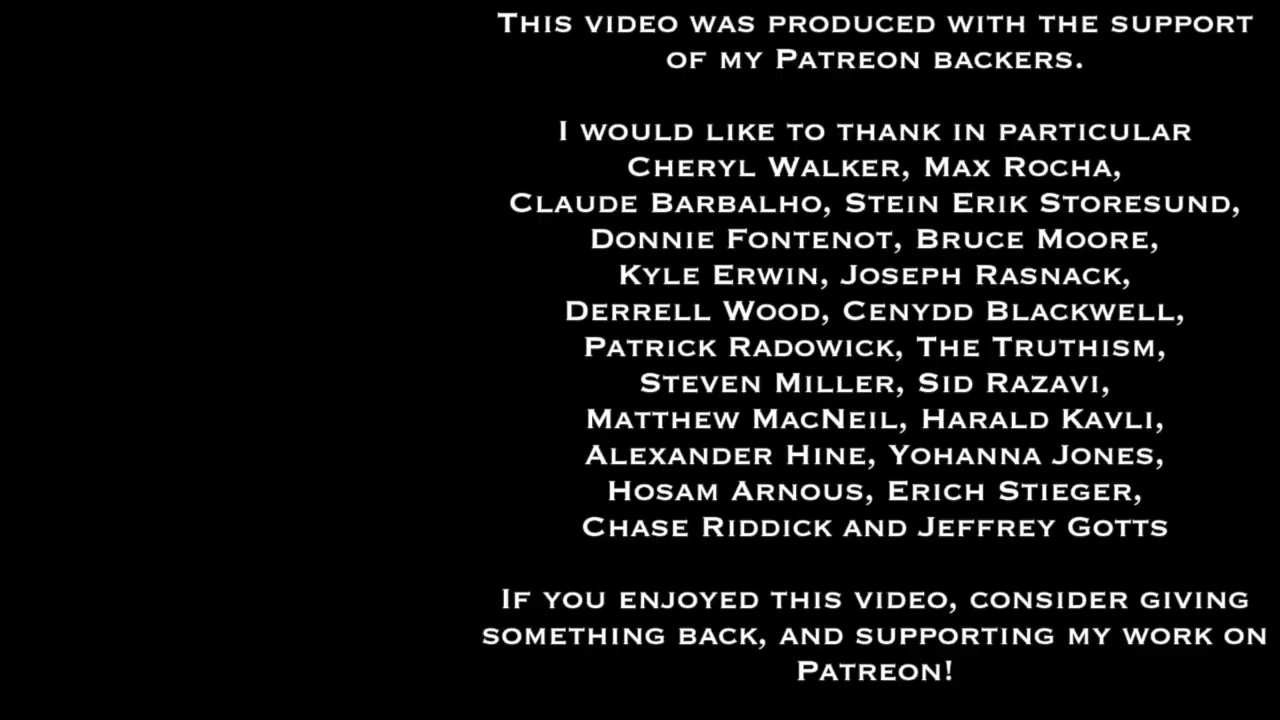 This video was produced with the support
of my Patreon backers.
I would like to thank in particular
Cheryl Walker, Max Rocha,
Claude Barbalho, Stein Erik Storesund,
Donnie Fontenot, Bruce Moore,
Kyle Erwin, Joseph Rasnack,
Derrell Wood, Cenydd Blackwell,
Patrick Radowick, The Truthism,
Steven Miller, Sid Razavi,
Matthew MacNeil, Harald Kavli,
Alexander Hine, Yohanna Jones,
Hosam Arnous, Erich Stieger,
Chase Riddick and Jeffrey Gotts
If you enjoyed this video, consider giving
something back, and supporting my work on
Patreon!